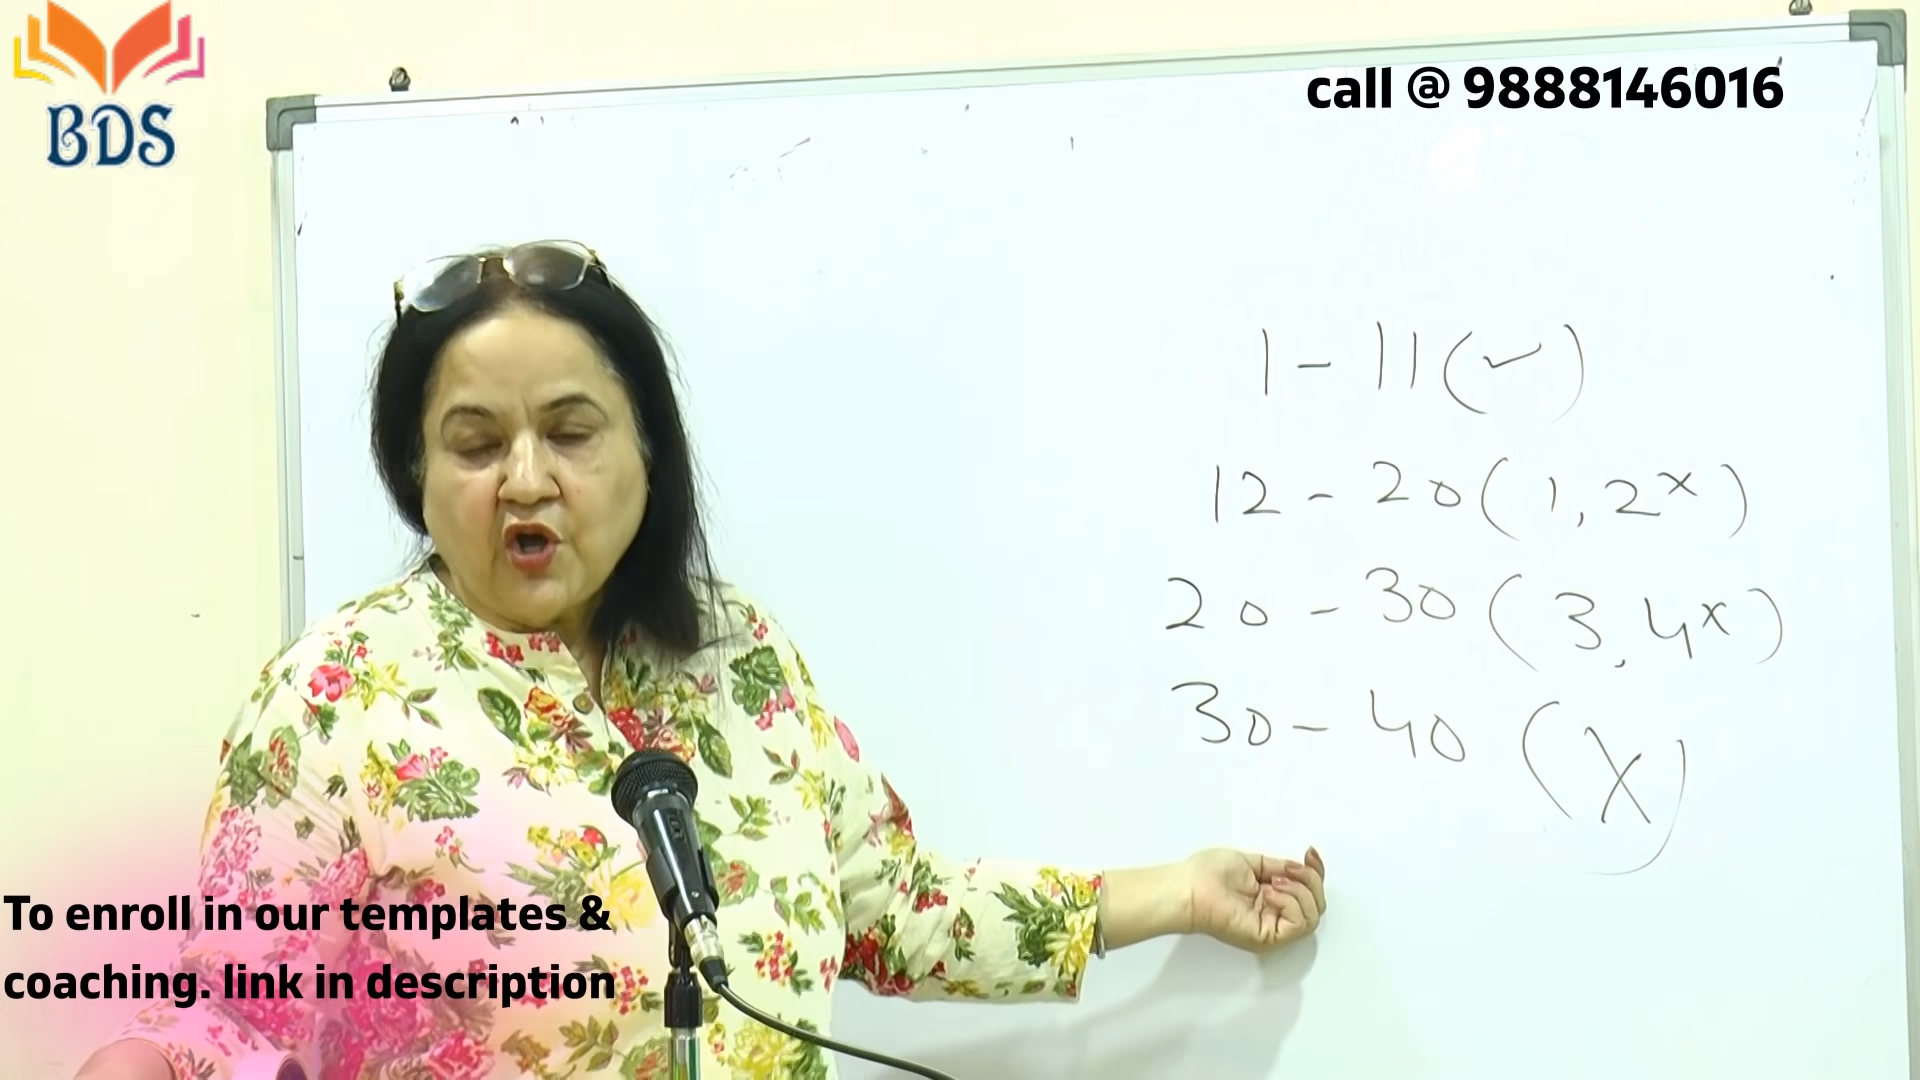 BDS
call @ 9888146016
1 - 11 (✓)
12 - 20 ( 1, 2 x )
20 - 30 ( 3, 4 x )
30 - 40 ( X )
To enroll in our templates &
coaching. link in description